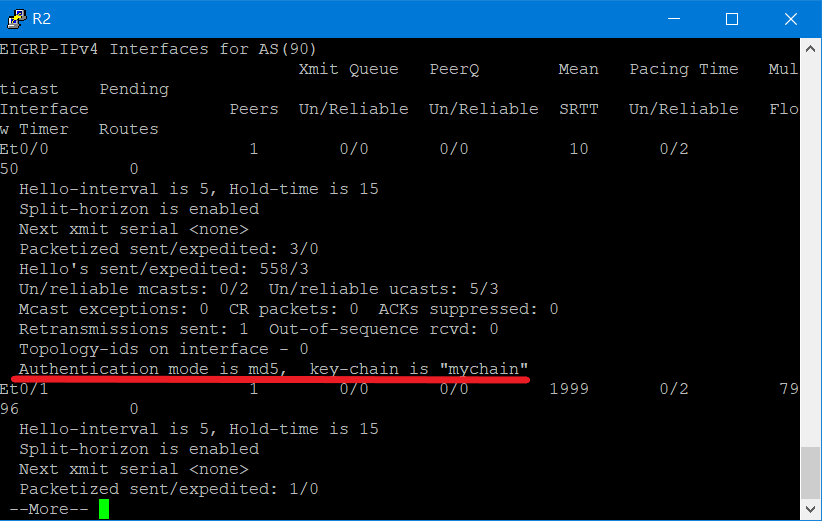 R2
EIGRP-IPv4 Interfaces for AS(90)
                              Xmit Queue   PeerQ        Mean   Pacing Time   Mul
ticast    Pending
Interface              Peers  Un/Reliable  Un/Reliable  SRTT   Un/Reliable   Flo
w Timer   Routes
Et0/0                    1        0/0       0/0          10       0/2
50           0
  Hello-interval is 5, Hold-time is 15
  Split-horizon is enabled
  Next xmit serial <none>
  Packetized sent/expedited: 3/0
  Hello's sent/expedited: 558/3
  Un/reliable mcasts: 0/2  Un/reliable ucasts: 5/3
  Mcast exceptions: 0  CR packets: 0  ACKs suppressed: 0
  Retransmissions sent: 1  Out-of-sequence rcvd: 0
  Topology-ids on interface - 0
  Authentication mode is md5,  key-chain is "mychain"
Et0/1                    1        0/0       0/0        1999       0/2         79
96           0
  Hello-interval is 5, Hold-time is 15
  Split-horizon is enabled
  Next xmit serial <none>
  Packetized sent/expedited: 1/0
 --More--